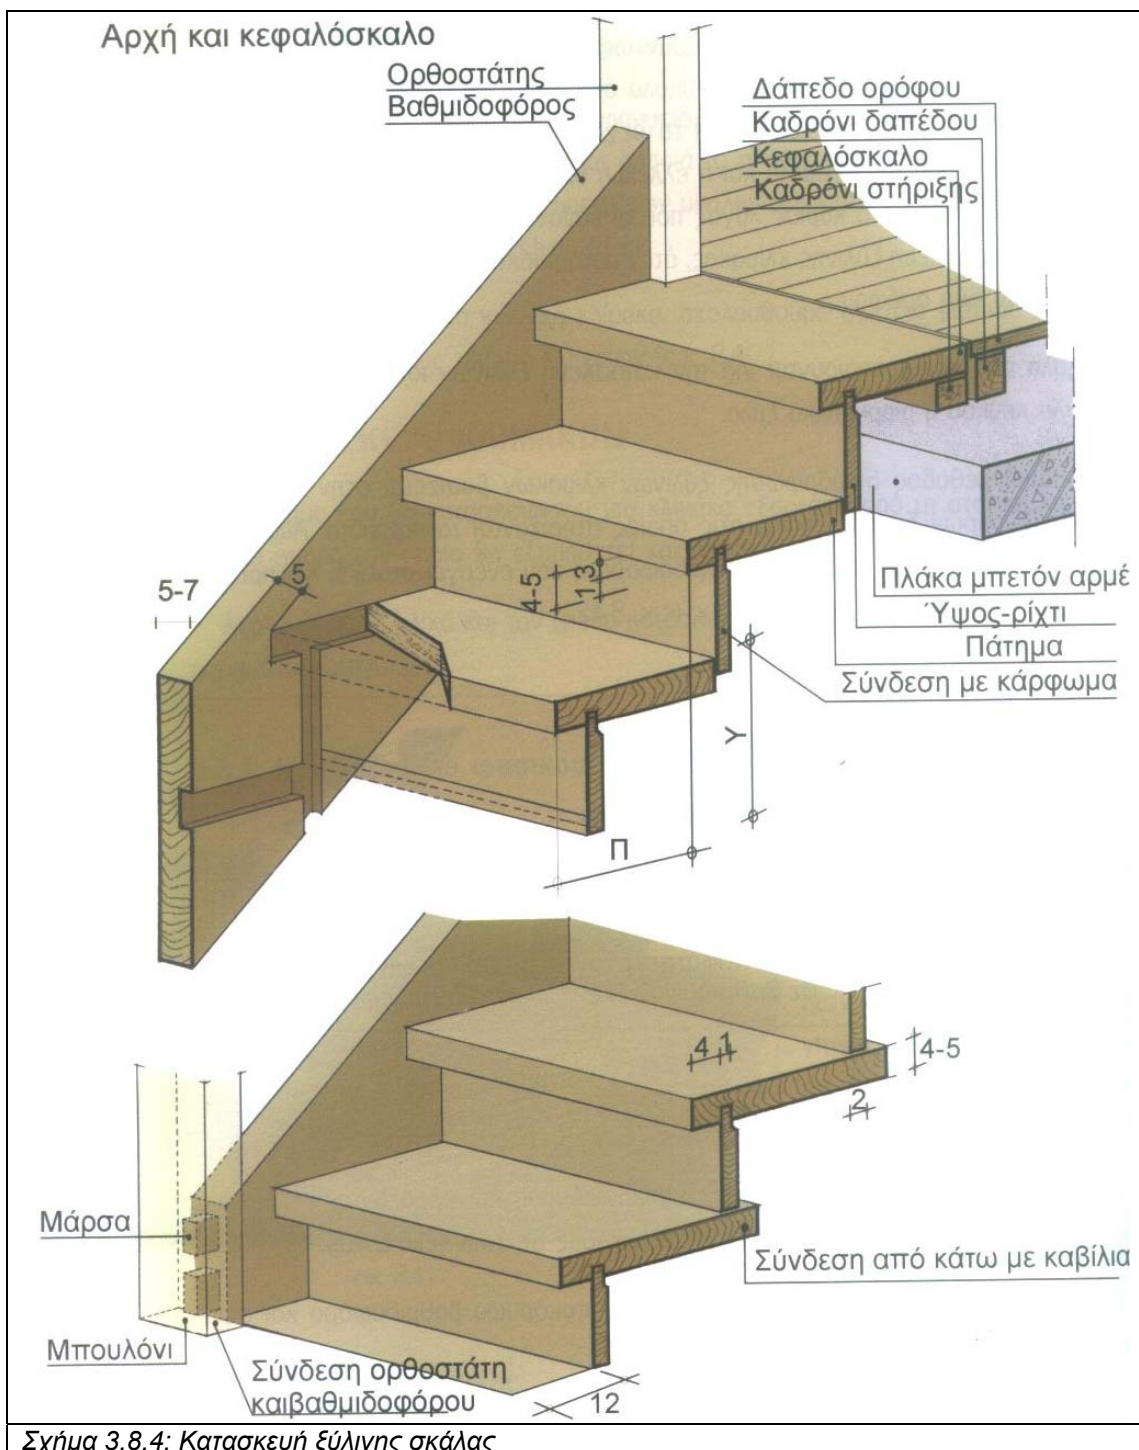 Αρχή και κεφαλόσκαλο
Ορθοστάτης
Βαθμιδοφόρος
Δάπεδο ορόφου
Καδρόνι δαπέδου
Κεφαλόσκαλο
Καδρόνι στήριξης
5-7
5
4-5
1.3
Πλάκα μπετόν αρμέ
Ύψος-ρίχτι
Πάτημα
Σύνδεση με κάρφωμα
Υ
Π
4
1
4-5
2
Μάρσα
Σύνδεση από κάτω με καβίλια
Μπουλόνι
Σύνδεση ορθοστάτη
καιβαθμιδοφόρου
12
Σχήμα 3.8.4: Κατασκευή ξύλινης σκάλας